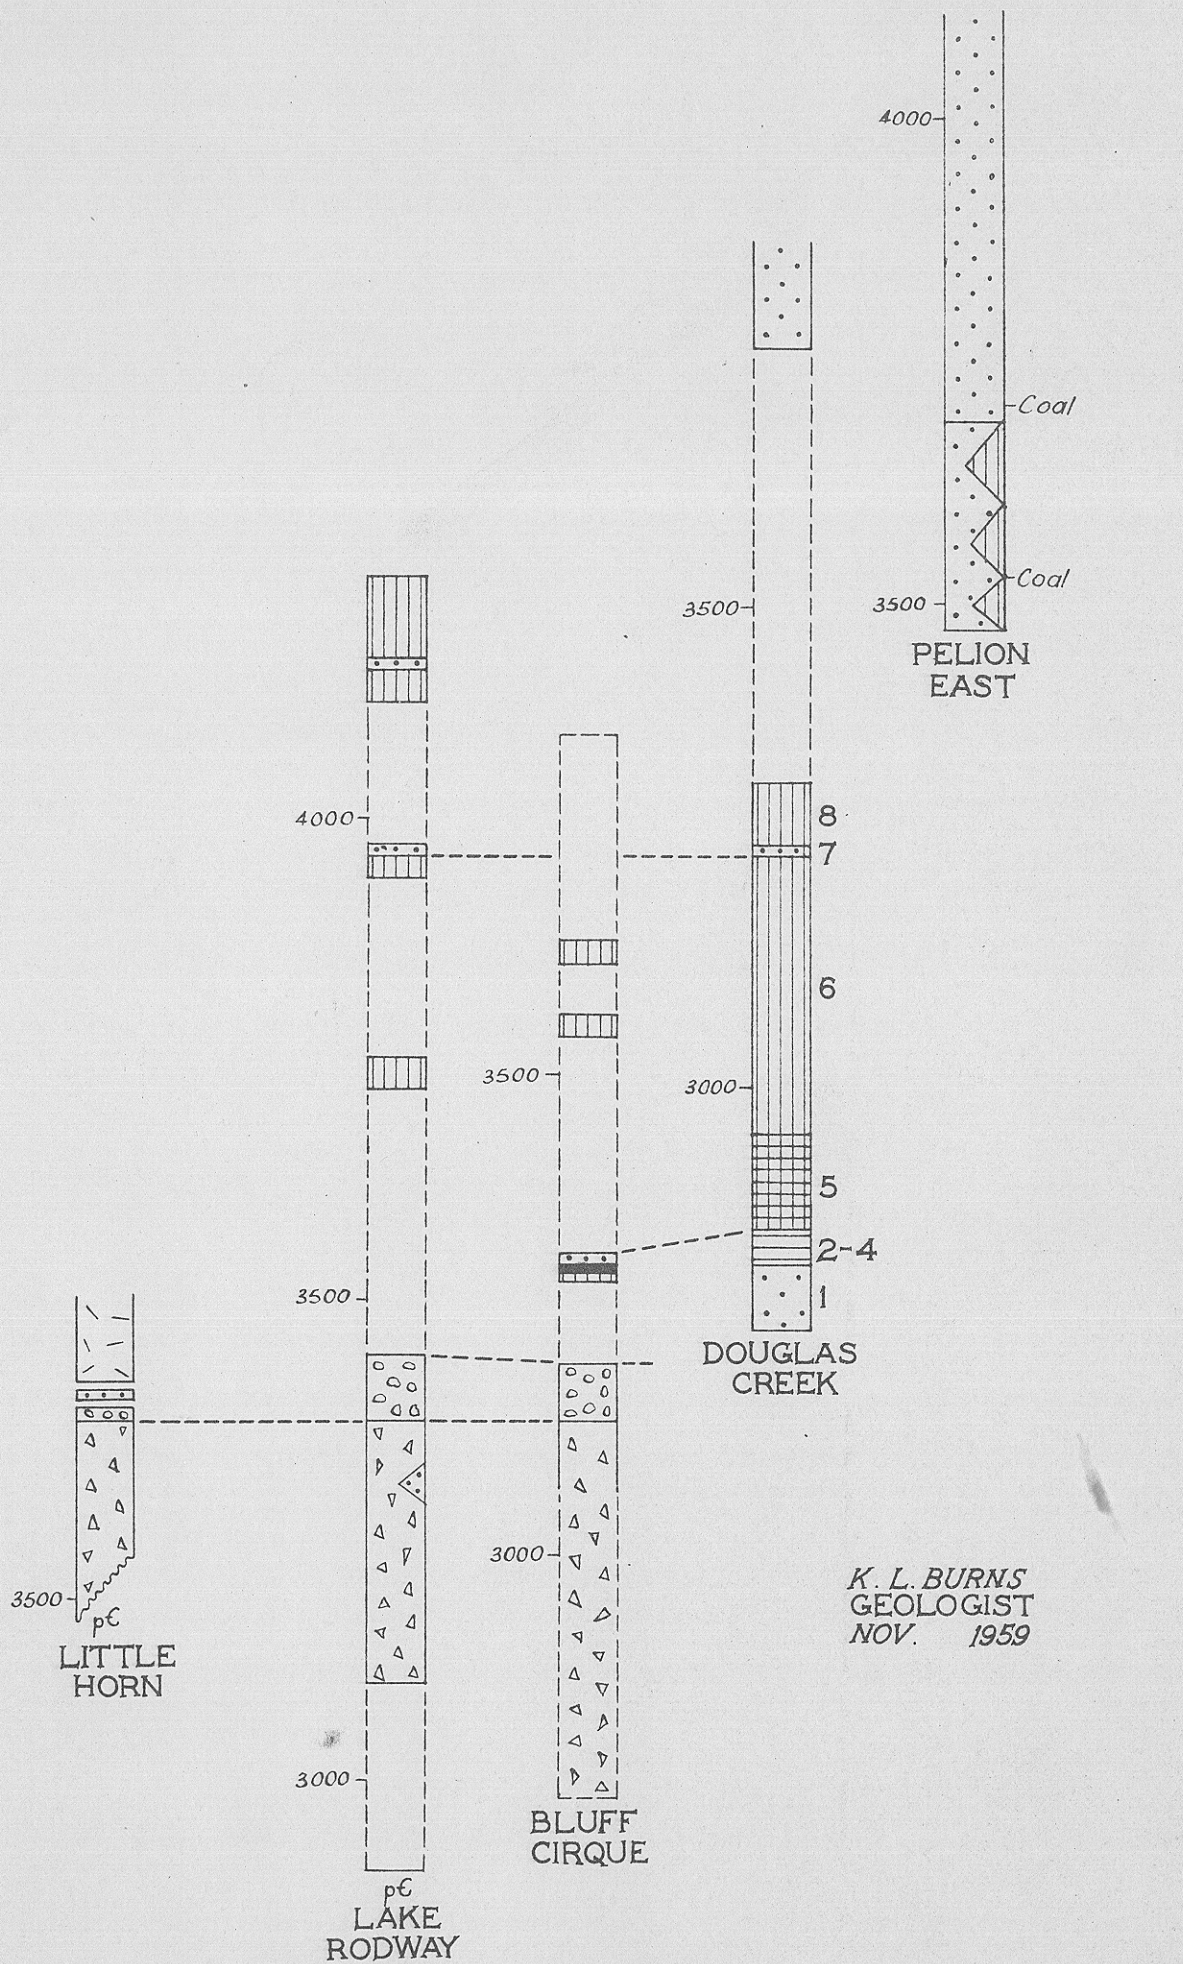 4000
Coal
Coal
3500
PELION
EAST
3500
3000
8
7
6
5
2-4
1
DOUGLAS
CREEK
4000
3500
3000
pЄ
LAKE
RODWAY
3500
3000
BLUFF
CIRQUE
3500
pЄ
LITTLE
HORN
K. L. BURNS
GEOLOGIST
NOV. 1959